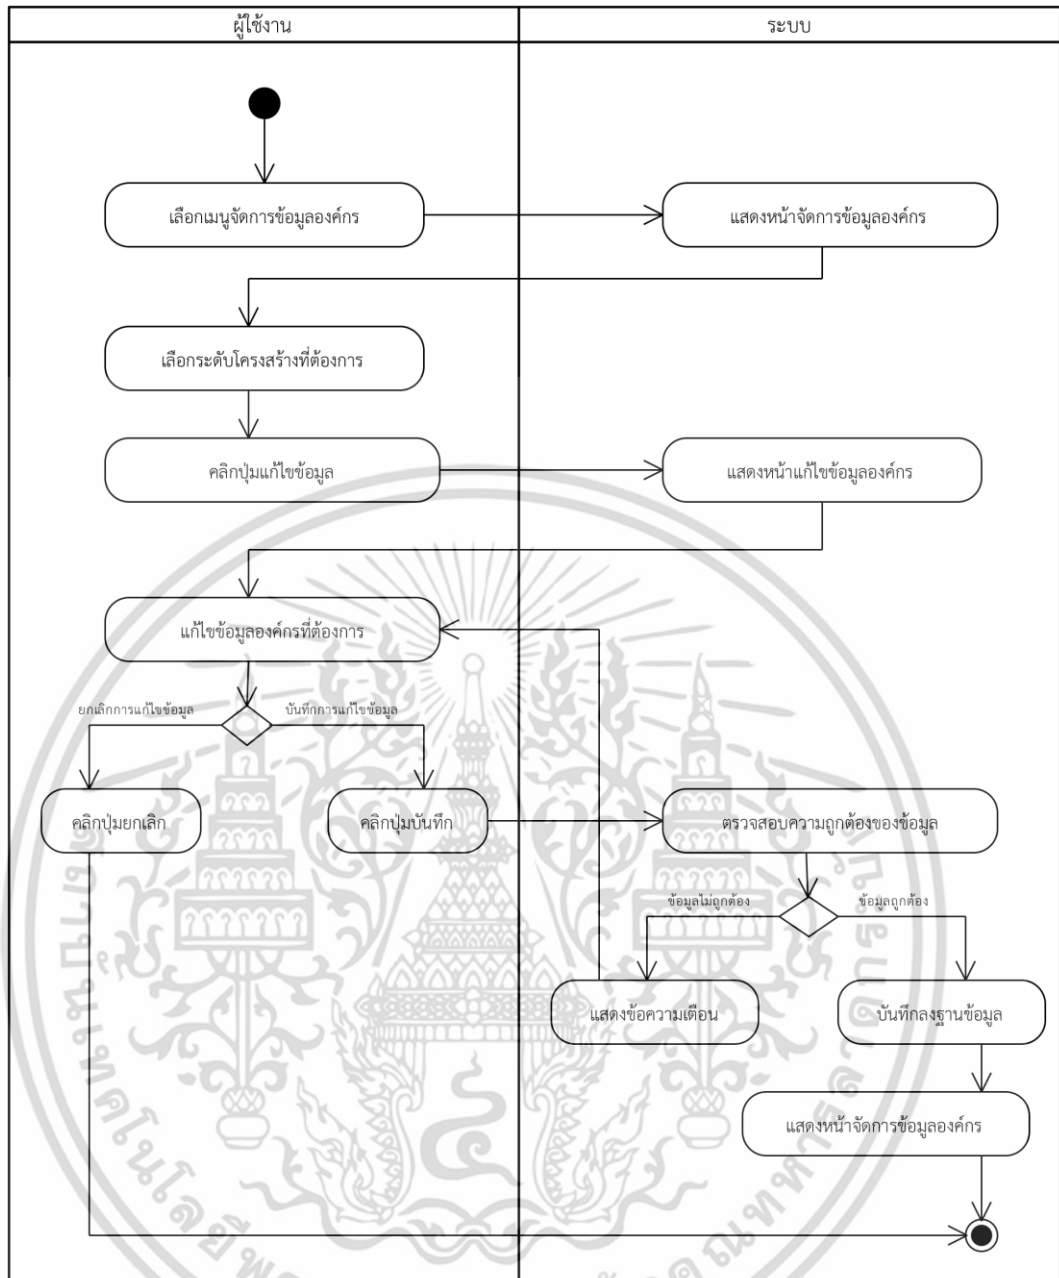 ผู้ใช้งาน
ระบบ
เลือกเมนูจัดการข้อมูลองค์กร
แสดงหน้าจัดการข้อมูลองค์กร
เลือกระดับโครงสร้างที่ต้องการ
คลิกปุ่มแก้ไขข้อมูล
แสดงหน้าแก้ไขข้อมูลองค์กร
แก้ไขข้อมูลองค์กรที่ต้องการ
ยกเลิกการแก้ไขข้อมูล
บันทึกการแก้ไขข้อมูล
คลิกปุ่มยกเลิก
คลิกปุ่มบันทึก
ตรวจสอบความถูกต้องของข้อมูล
ข้อมูลไม่ถูกต้อง
ข้อมูลถูกต้อง
แสดงข้อความเตือน
บันทึกลงฐานข้อมูล
แสดงหน้าจัดการข้อมูลองค์กร